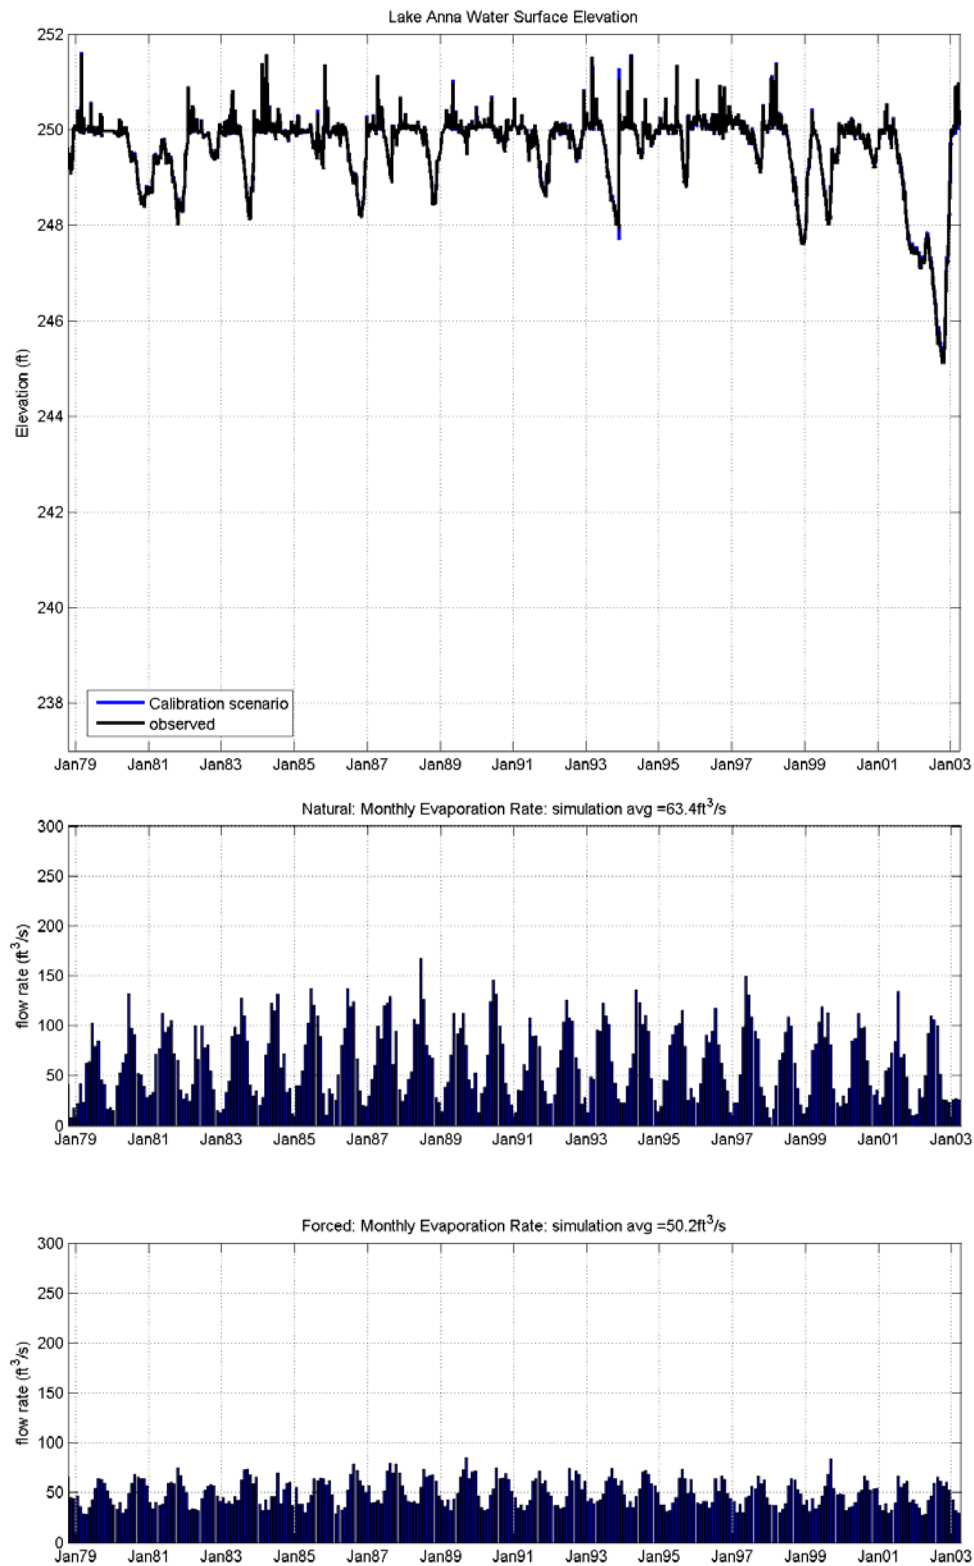 Lake Anna Water Surface Elevation
252
250
248
246
Elevation (ft)
244
242
240
238
Calibration scenario
observed
Jan79 Jan81 Jan83 Jan85 Jan87 Jan89 Jan91 Jan93 Jan95 Jan97 Jan99 Jan01 Jan03
Natural: Monthly Evaporation Rate: simulation avg =63.4ft³/s
300
250
200
flow rate (ft³/s)
150
100
50
0
Jan79 Jan81 Jan83 Jan85 Jan87 Jan89 Jan91 Jan93 Jan95 Jan97 Jan99 Jan01 Jan03
Forced: Monthly Evaporation Rate: simulation avg =50.2ft³/s
300
250
200
flow rate (ft³/s)
150
100
50
0
Jan79 Jan81 Jan83 Jan85 Jan87 Jan89 Jan91 Jan93 Jan95 Jan97 Jan99 Jan01 Jan03